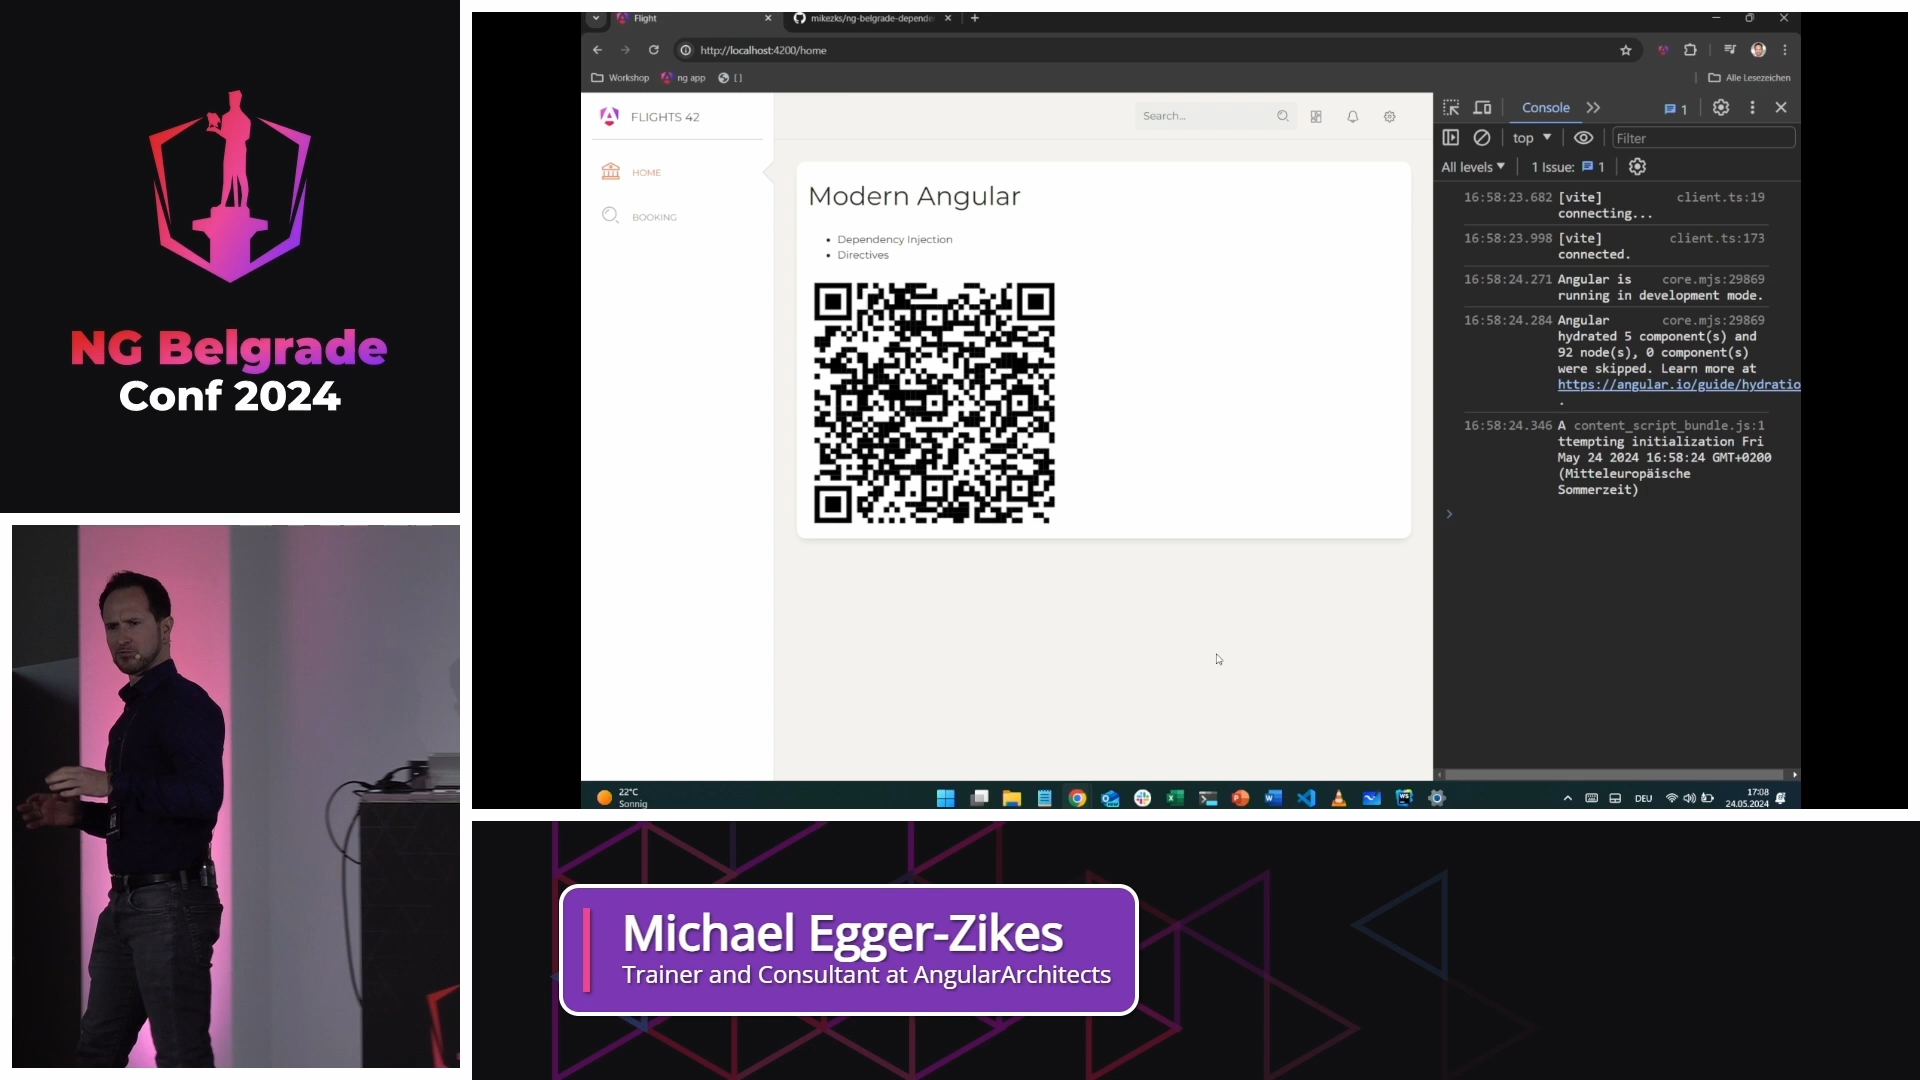 NG Belgrade
Conf 2024
Flight
mikezks/ng-belgrade-depende
http://localhost:4200/home
Workshop
ng app
[ ]
Alle Lesezeichen
FLIGHTS 42
Search...
HOME
BOOKING
Modern Angular
Dependency Injection
Directives
Console
1
top
Filter
All levels
1 Issue: 1
16:58:23.682 [vite] client.ts:19
connecting...
16:58:23.998 [vite] client.ts:173
connected.
16:58:24.271 Angular is core.mjs:29869
running in development mode.
16:58:24.284 Angular core.mjs:29869
hydrated 5 component(s) and
92 node(s), 0 component(s)
were skipped. Learn more at
https://angular.io/guide/hydratio
.
16:58:24.346 A content_script_bundle.js:1
ttempting initialization Fri
May 24 2024 16:58:24 GMT+0200
(Mitteleuropäische
Sommerzeit)
22°C
Sonnig
DEU
17:08
24.05.2024
Michael Egger-Zikes
Trainer and Consultant at AngularArchitects